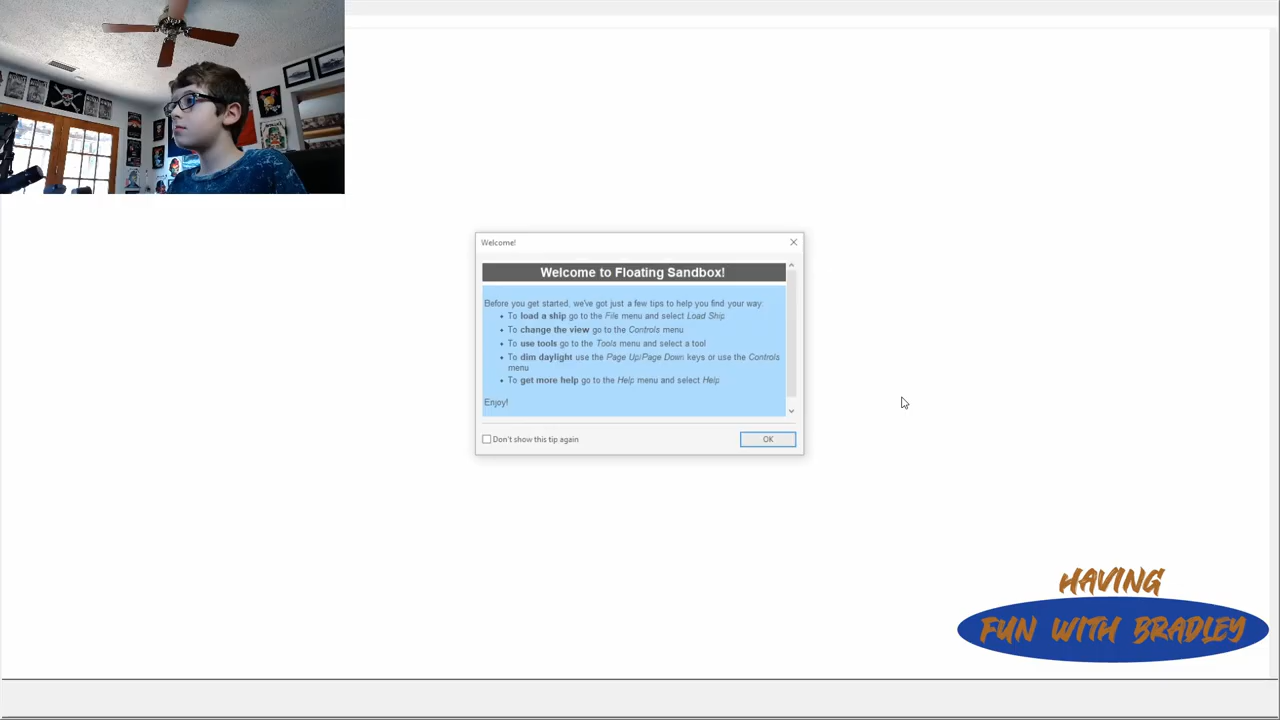 Welcome!
Welcome to Floating Sandbox!
Before you get started, we've got just a few tips to help you find your way:
• To load a ship go to the File menu and select Load Ship
• To change the view go to the Controls menu
• To use tools go to the Tools menu and select a tool
• To dim daylight use the Page Up/Page Down keys or use the Controls
menu
• To get more help go to the Help menu and select Help
Enjoy!
Don't show this tip again
OK
HAVING
FUN WITH BRADLEY